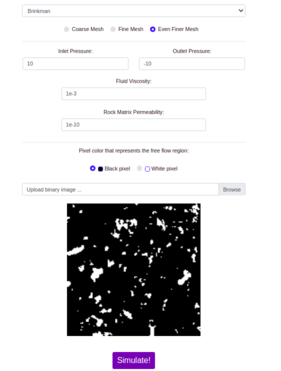 Brinkman
Coarse Mesh Fine Mesh Even Finer Mesh
Inlet Pressure: Outlet Pressure:
10 -10
Fluid Viscosity:
1e-3
Rock Matrix Permeability:
1e-10
Pixel color that represents the free flow region:
Black pixel White pixel
Upload binary image ... Browse
Simulate!